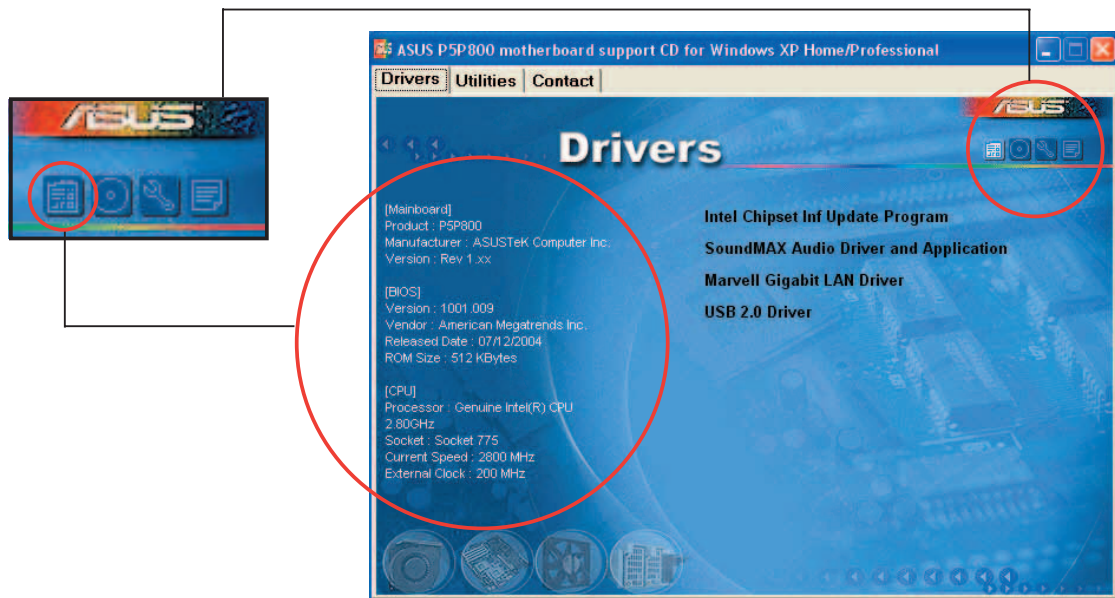 ASUS P5P800 motherboard support CD for Windows XP Home/Professional
Drivers Utilities Contact
ASUS
ASUS
Drivers
[Mainboard]
Product : P5P800
Manufacturer : ASUSTeK Computer Inc.
Version : Rev 1.xx
[BIOS]
Version : 1001.009
Vendor : American Megatrends Inc.
Released Date : 07/12/2004
ROM Size : 512 KBytes
[CPU]
Processor : Genuine Intel(R) CPU
2.80GHz
Socket : Socket 775
Current Speed : 2800 MHz
External Clock : 200 MHz
Intel Chipset Inf Update Program
SoundMAX Audio Driver and Application
Marvell Gigabit LAN Driver
USB 2.0 Driver